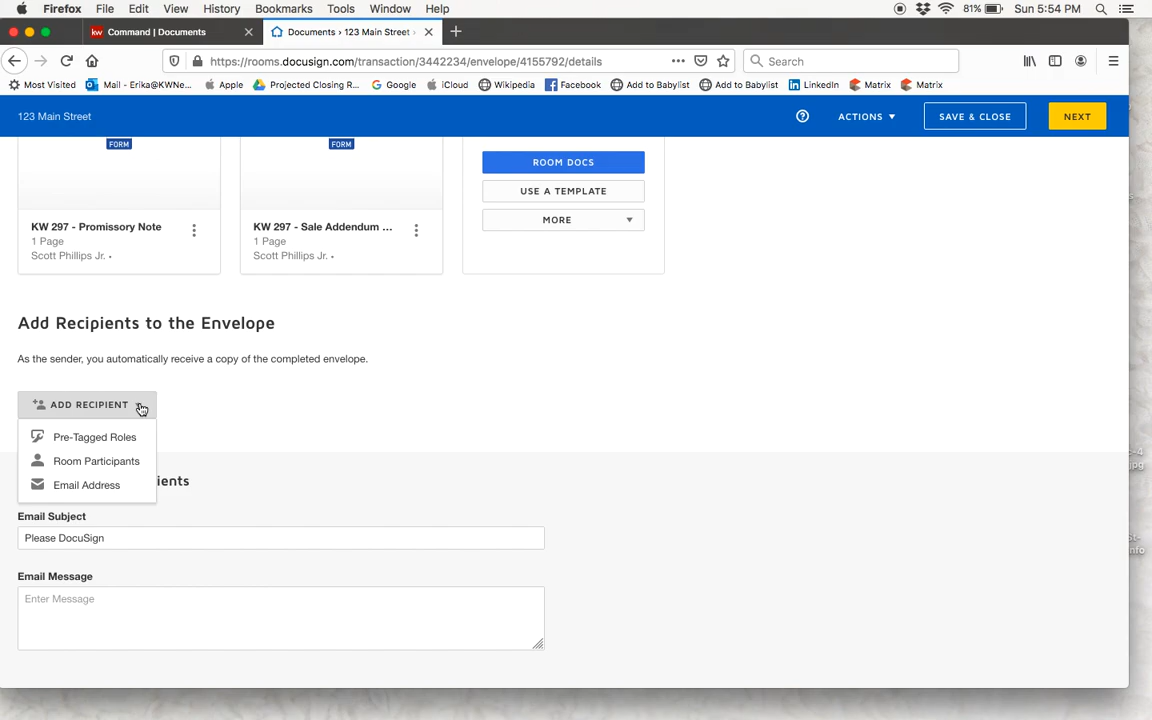 Firefox File Edit View History Bookmarks Tools Window Help 81% Sun 5:54 PM
kw Command | Documents Documents › 123 Main Street ›
https://rooms.docusign.com/transaction/3442234/envelope/4155792/details Search
Most Visited Mail - Erika@KWNe... Apple Projected Closing R... Google iCloud Wikipedia Facebook Add to Babylist Add to Babylist LinkedIn Matrix Matrix
123 Main Street ACTIONS SAVE & CLOSE NEXT
FORM FORM
ROOM DOCS
USE A TEMPLATE
MORE
KW 297 - Promissory Note KW 297 - Sale Addendum ...
1 Page 1 Page
Scott Phillips Jr. • Scott Phillips Jr. •
Add Recipients to the Envelope
As the sender, you automatically receive a copy of the completed envelope.
ADD RECIPIENT
Pre-Tagged Roles
Room Participants
Email Address
ients
Email Subject
Please DocuSign
Email Message
Enter Message
c-4
jpg
St-
nfo